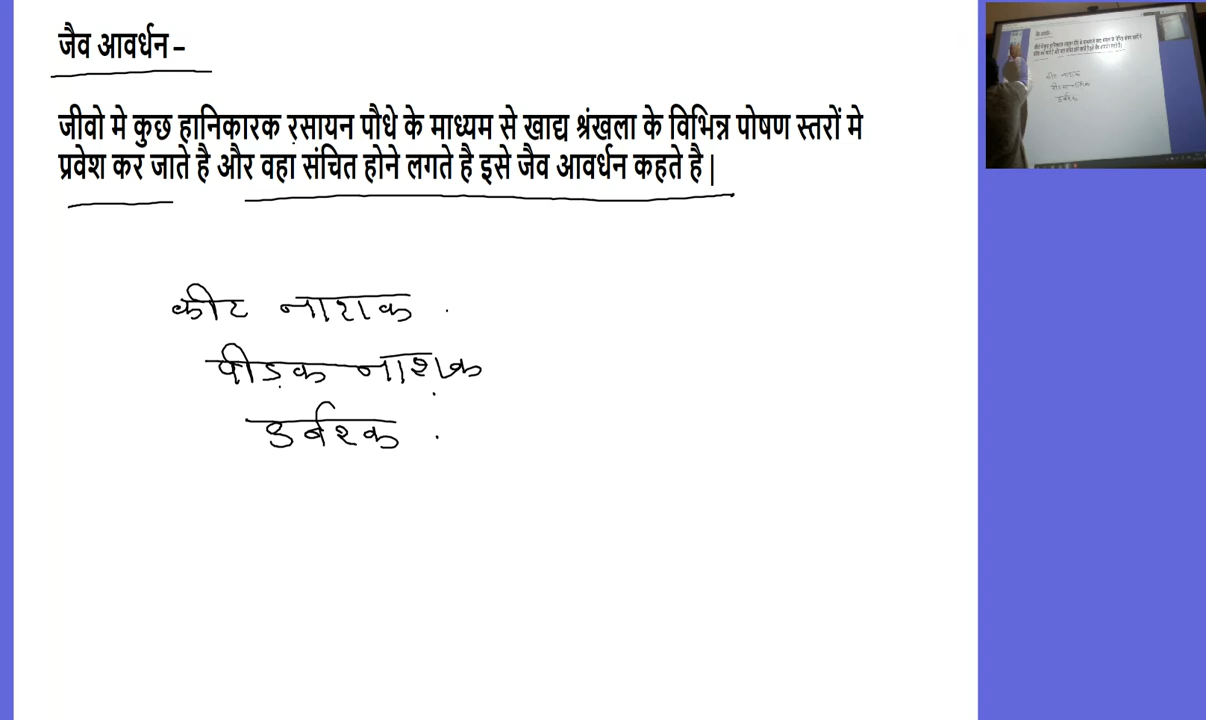 जैव आवर्धन–
जीवो मे कुछ हानिकारक रसायन पौधे के माध्यम से खाद्य श्रंखला के विभिन्न पोषण स्तरों मे
प्रवेश कर जाते है और वहा संचित होने लगते है इसे जैव आवर्धन कहते है|
कीट नाशक
पीड़क नाशक
उर्वरक